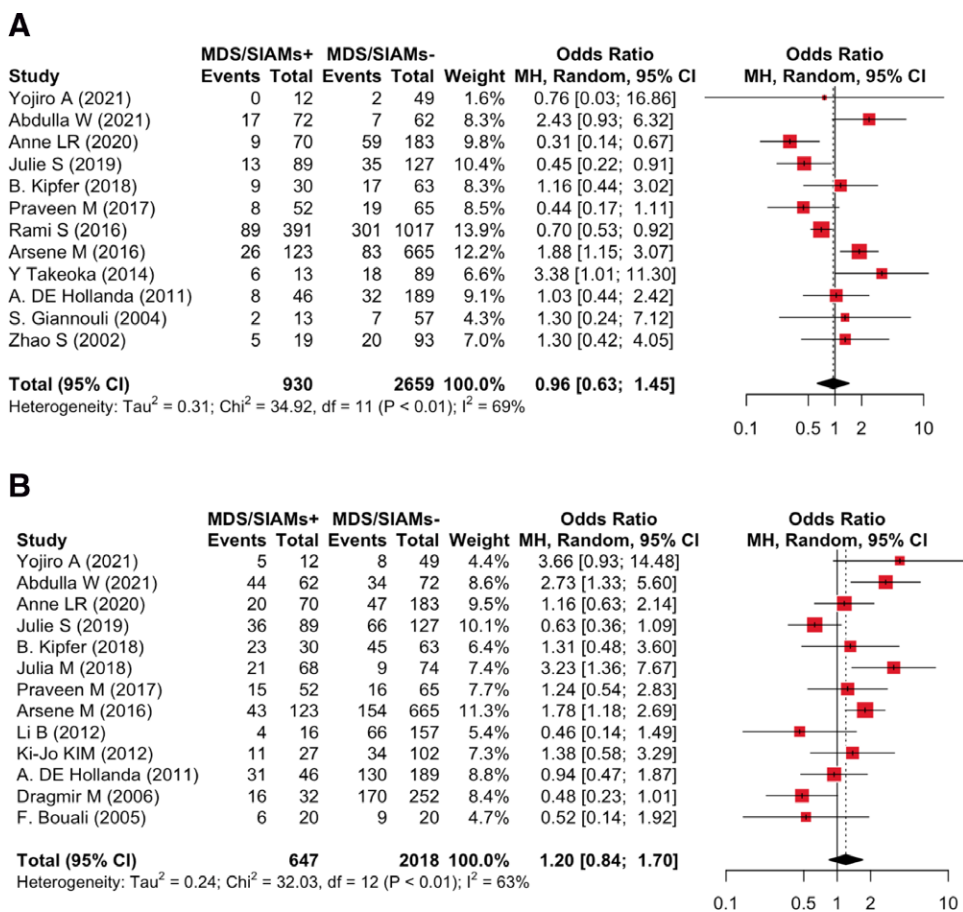 A
MDS/SIAMs+ MDS/SIAMs- Odds Ratio Odds Ratio
Study Events Total Events Total Weight MH, Random, 95% CI MH, Random, 95% CI
Yojiro A (2021) 0 12 2 49 1.6% 0.76 [0.03; 16.86]
Abdulla W (2021) 17 72 7 62 8.3% 2.43 [0.93; 6.32]
Anne LR (2020) 9 70 59 183 9.8% 0.31 [0.14; 0.67]
Julie S (2019) 13 89 35 127 10.4% 0.45 [0.22; 0.91]
B. Kipfer (2018) 9 30 17 63 8.3% 1.16 [0.44; 3.02]
Praveen M (2017) 8 52 19 65 8.5% 0.44 [0.17; 1.11]
Rami S (2016) 89 391 301 1017 13.9% 0.70 [0.53; 0.92]
Arsene M (2016) 26 123 83 665 12.2% 1.88 [1.15; 3.07]
Y Takeoka (2014) 6 13 18 89 6.6% 3.38 [1.01; 11.30]
A. DE Hollanda (2011) 8 46 32 189 9.1% 1.03 [0.44; 2.42]
S. Giannouli (2004) 2 13 7 57 4.3% 1.30 [0.24; 7.12]
Zhao S (2002) 5 19 20 93 7.0% 1.30 [0.42; 4.05]
Total (95% CI) 930 2659 100.0% 0.96 [0.63; 1.45]
Heterogeneity: Tau² = 0.31; Chi² = 34.92, df = 11 (P < 0.01); I² = 69%
0.1 0.5 1 2 10
B
MDS/SIAMs+ MDS/SIAMs- Odds Ratio Odds Ratio
Study Events Total Events Total Weight MH, Random, 95% CI MH, Random, 95% CI
Yojiro A (2021) 5 12 8 49 4.4% 3.66 [0.93; 14.48]
Abdulla W (2021) 44 62 34 72 8.6% 2.73 [1.33; 5.60]
Anne LR (2020) 20 70 47 183 9.5% 1.16 [0.63; 2.14]
Julie S (2019) 36 89 66 127 10.1% 0.63 [0.36; 1.09]
B. Kipfer (2018) 23 30 45 63 6.4% 1.31 [0.48; 3.60]
Julia M (2018) 21 68 9 74 7.4% 3.23 [1.36; 7.67]
Praveen M (2017) 15 52 16 65 7.7% 1.24 [0.54; 2.83]
Arsene M (2016) 43 123 154 665 11.3% 1.78 [1.18; 2.69]
Li B (2012) 4 16 66 157 5.5% 0.46 [0.14; 1.49]
Ki-Jo KIM (2012) 11 27 34 102 7.4% 1.38 [0.58; 3.29]
A. DE Hollanda (2011) 31 46 130 189 8.8% 0.94 [0.47; 1.87]
Dragmir M (2006) 16 32 170 252 8.4% 0.48 [0.23; 1.01]
F. Bouali (2005) 6 20 9 20 4.7% 0.52 [0.14; 1.92]
Total (95% CI) 647 2018 100.0% 1.20 [0.84; 1.70]
Heterogeneity: Tau² = 0.24; Chi² = 32.03, df = 12 (P < 0.01); I² = 63%
0.1 0.5 1 2 10